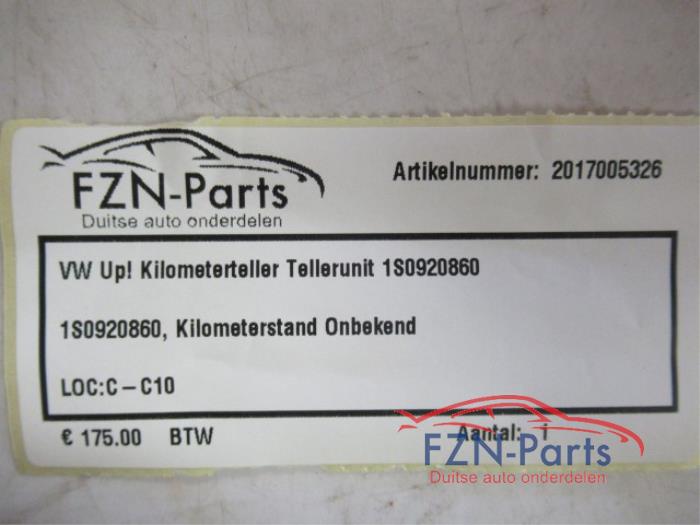 FZN-Parts
Duitse auto onderdelen
Artikelnummer: 2017005326
VW Up! Kilometerteller Tellerunit 1S0920860
1S0920860, Kilometerstand Onbekend
LOC:C-C10
€ 175.00 BTW Aantal: 1
FZN-Parts
Duitse auto onderdelen